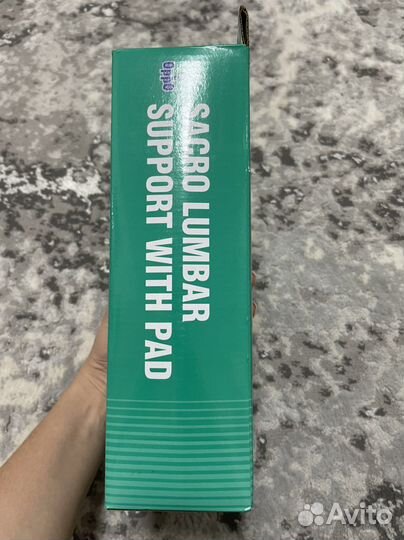 OppO
SACRO LUMBAR
SUPPORT WITH PAD
Avito